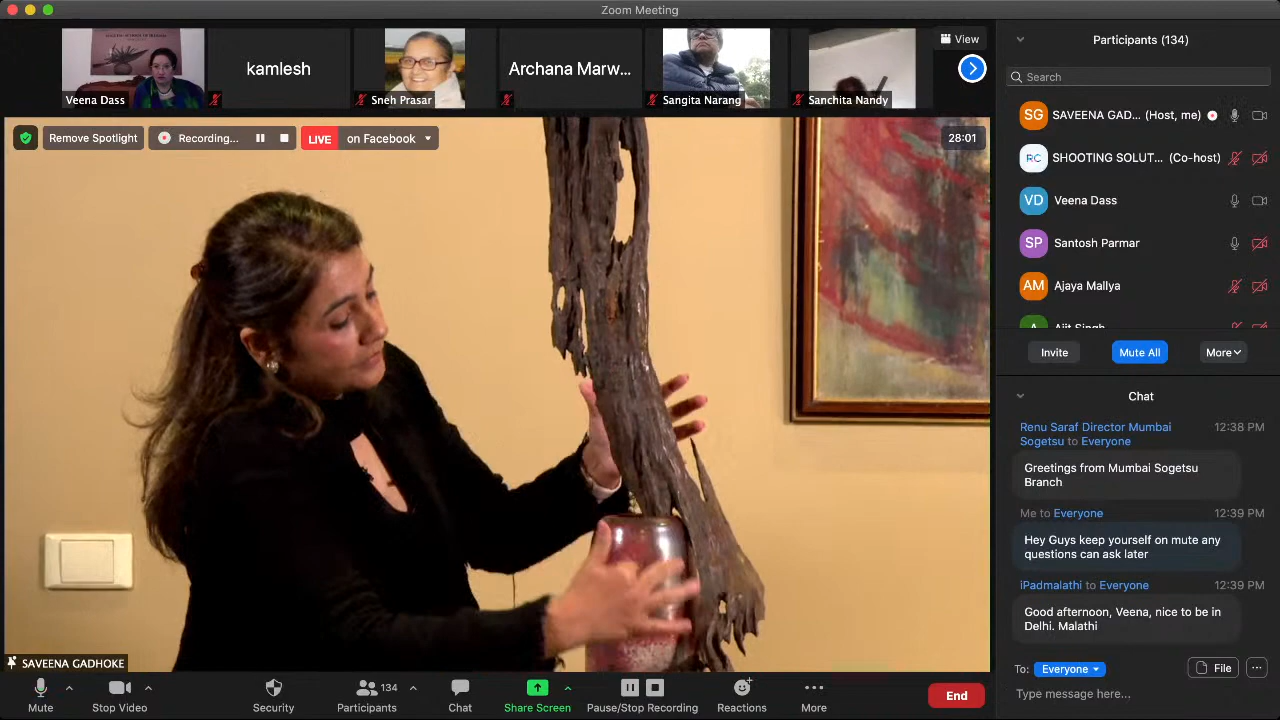 Zoom Meeting
Veena Dass
kamlesh
Sneh Prasar
Archana Marw...
Sangita Narang
Sanchita Nandy
View
Remove Spotlight
Recording...
LIVE on Facebook
28:01
SAVEENA GADHOKE
Participants (134)
Search
SG SAVEENA GAD... (Host, me)
RC SHOOTING SOLUT... (Co-host)
VD Veena Dass
SP Santosh Parmar
AM Ajaya Mallya
A Ajit Singh
Invite
Mute All
More
Chat
Renu Saraf Director Mumbai
Sogetsu to Everyone
12:38 PM
Greetings from Mumbai Sogetsu
Branch
Me to Everyone
12:39 PM
Hey Guys keep yourself on mute any
questions can ask later
iPadmalathi to Everyone
12:39 PM
Good afternoon, Veena, nice to be in
Delhi. Malathi
To: Everyone
File
Type message here...
Mute
Stop Video
Security
134
Participants
Chat
Share Screen
Pause/Stop Recording
Reactions
More
End